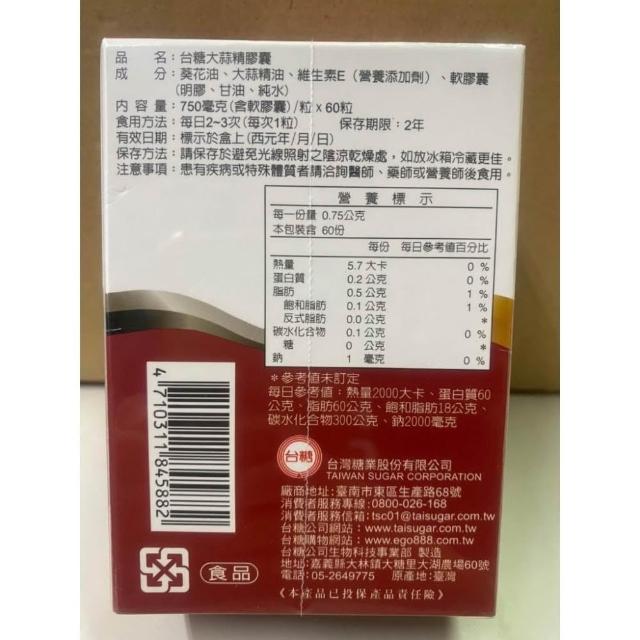 品　　名：台糖大蒜精膠囊
成　　分：葵花油、大蒜精油、維生素E（營養添加劑）、軟膠囊
（明膠、甘油、純水）
內 容 量：750毫克(含軟膠囊)/粒 x 60粒
食用方法：每日2~3次(每次1粒)　保存期限：2年
有效日期：標示於盒上(西元年/月/日)
保存方法：請保存於避免光線照射之陰涼乾燥處，如放冰箱冷藏更佳。
注意事項：患有疾病或特殊體質者請洽詢醫師、藥師或營養師後食用。
營養標示
每一份量 0.75公克
本包裝含 60份
每份　每日參考值百分比
熱量　5.7 大卡　0 %
蛋白質　0.2 公克　0 %
脂肪　0.5 公克　1 %
飽和脂肪　0.1 公克　1 %
反式脂肪　0.0 公克　*
碳水化合物　0.1 公克　0 %
糖　0 公克　*
鈉　1 毫克　0 %
＊參考值未訂定
每日參考值：熱量2000大卡、蛋白質60
公克、脂肪60公克、飽和脂肪18公克、
碳水化合物300公克、鈉2000毫克
4710311845882
台糖
台灣糖業股份有限公司
TAIWAN SUGAR CORPORATION
廠商地址:臺南市東區生產路68號
消費者服務專線:0800-026-168
消費者服務信箱:tsc01@taisugar.com.tw
台糖公司網站：www.taisugar.com.tw
台糖購物網站：www.ego888.com.tw
台糖公司生物科技事業部 製造
地址：嘉義縣大林鎮大糖里大湖農場60號
電話：05-2649775　原產地:臺灣
《本產品已投保產品責任險》
食品